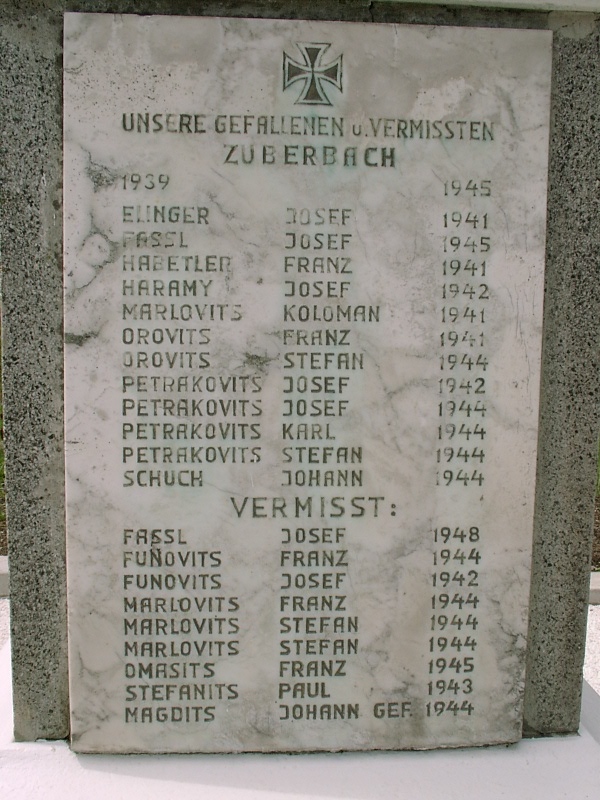 UNSERE GEFALLENEN u. VERMISSTEN
ZUBERBACH
1939 1945
ELINGER JOSEF 1941
FASSL JOSEF 1945
HABETLER FRANZ 1941
HARAMY JOSEF 1942
MARLOVITS KOLOMAN 1941
OROVITS FRANZ 1941
OROVITS STEFAN 1944
PETRAKOVITS JOSEF 1942
PETRAKOVITS JOSEF 1944
PETRAKOVITS KARL 1944
PETRAKOVITS STEFAN 1944
SCHUCH JOHANN 1944
VERMISST:
FASSL JOSEF 1948
FUÑOVITS FRANZ 1944
FUNOVITS JOSEF 1942
MARLOVITS FRANZ 1944
MARLOVITS STEFAN 1944
MARLOVITS STEFAN 1944
OMASITS FRANZ 1945
STEFANITS PAUL 1943
MAGDITS JOHANN GEF. 1944